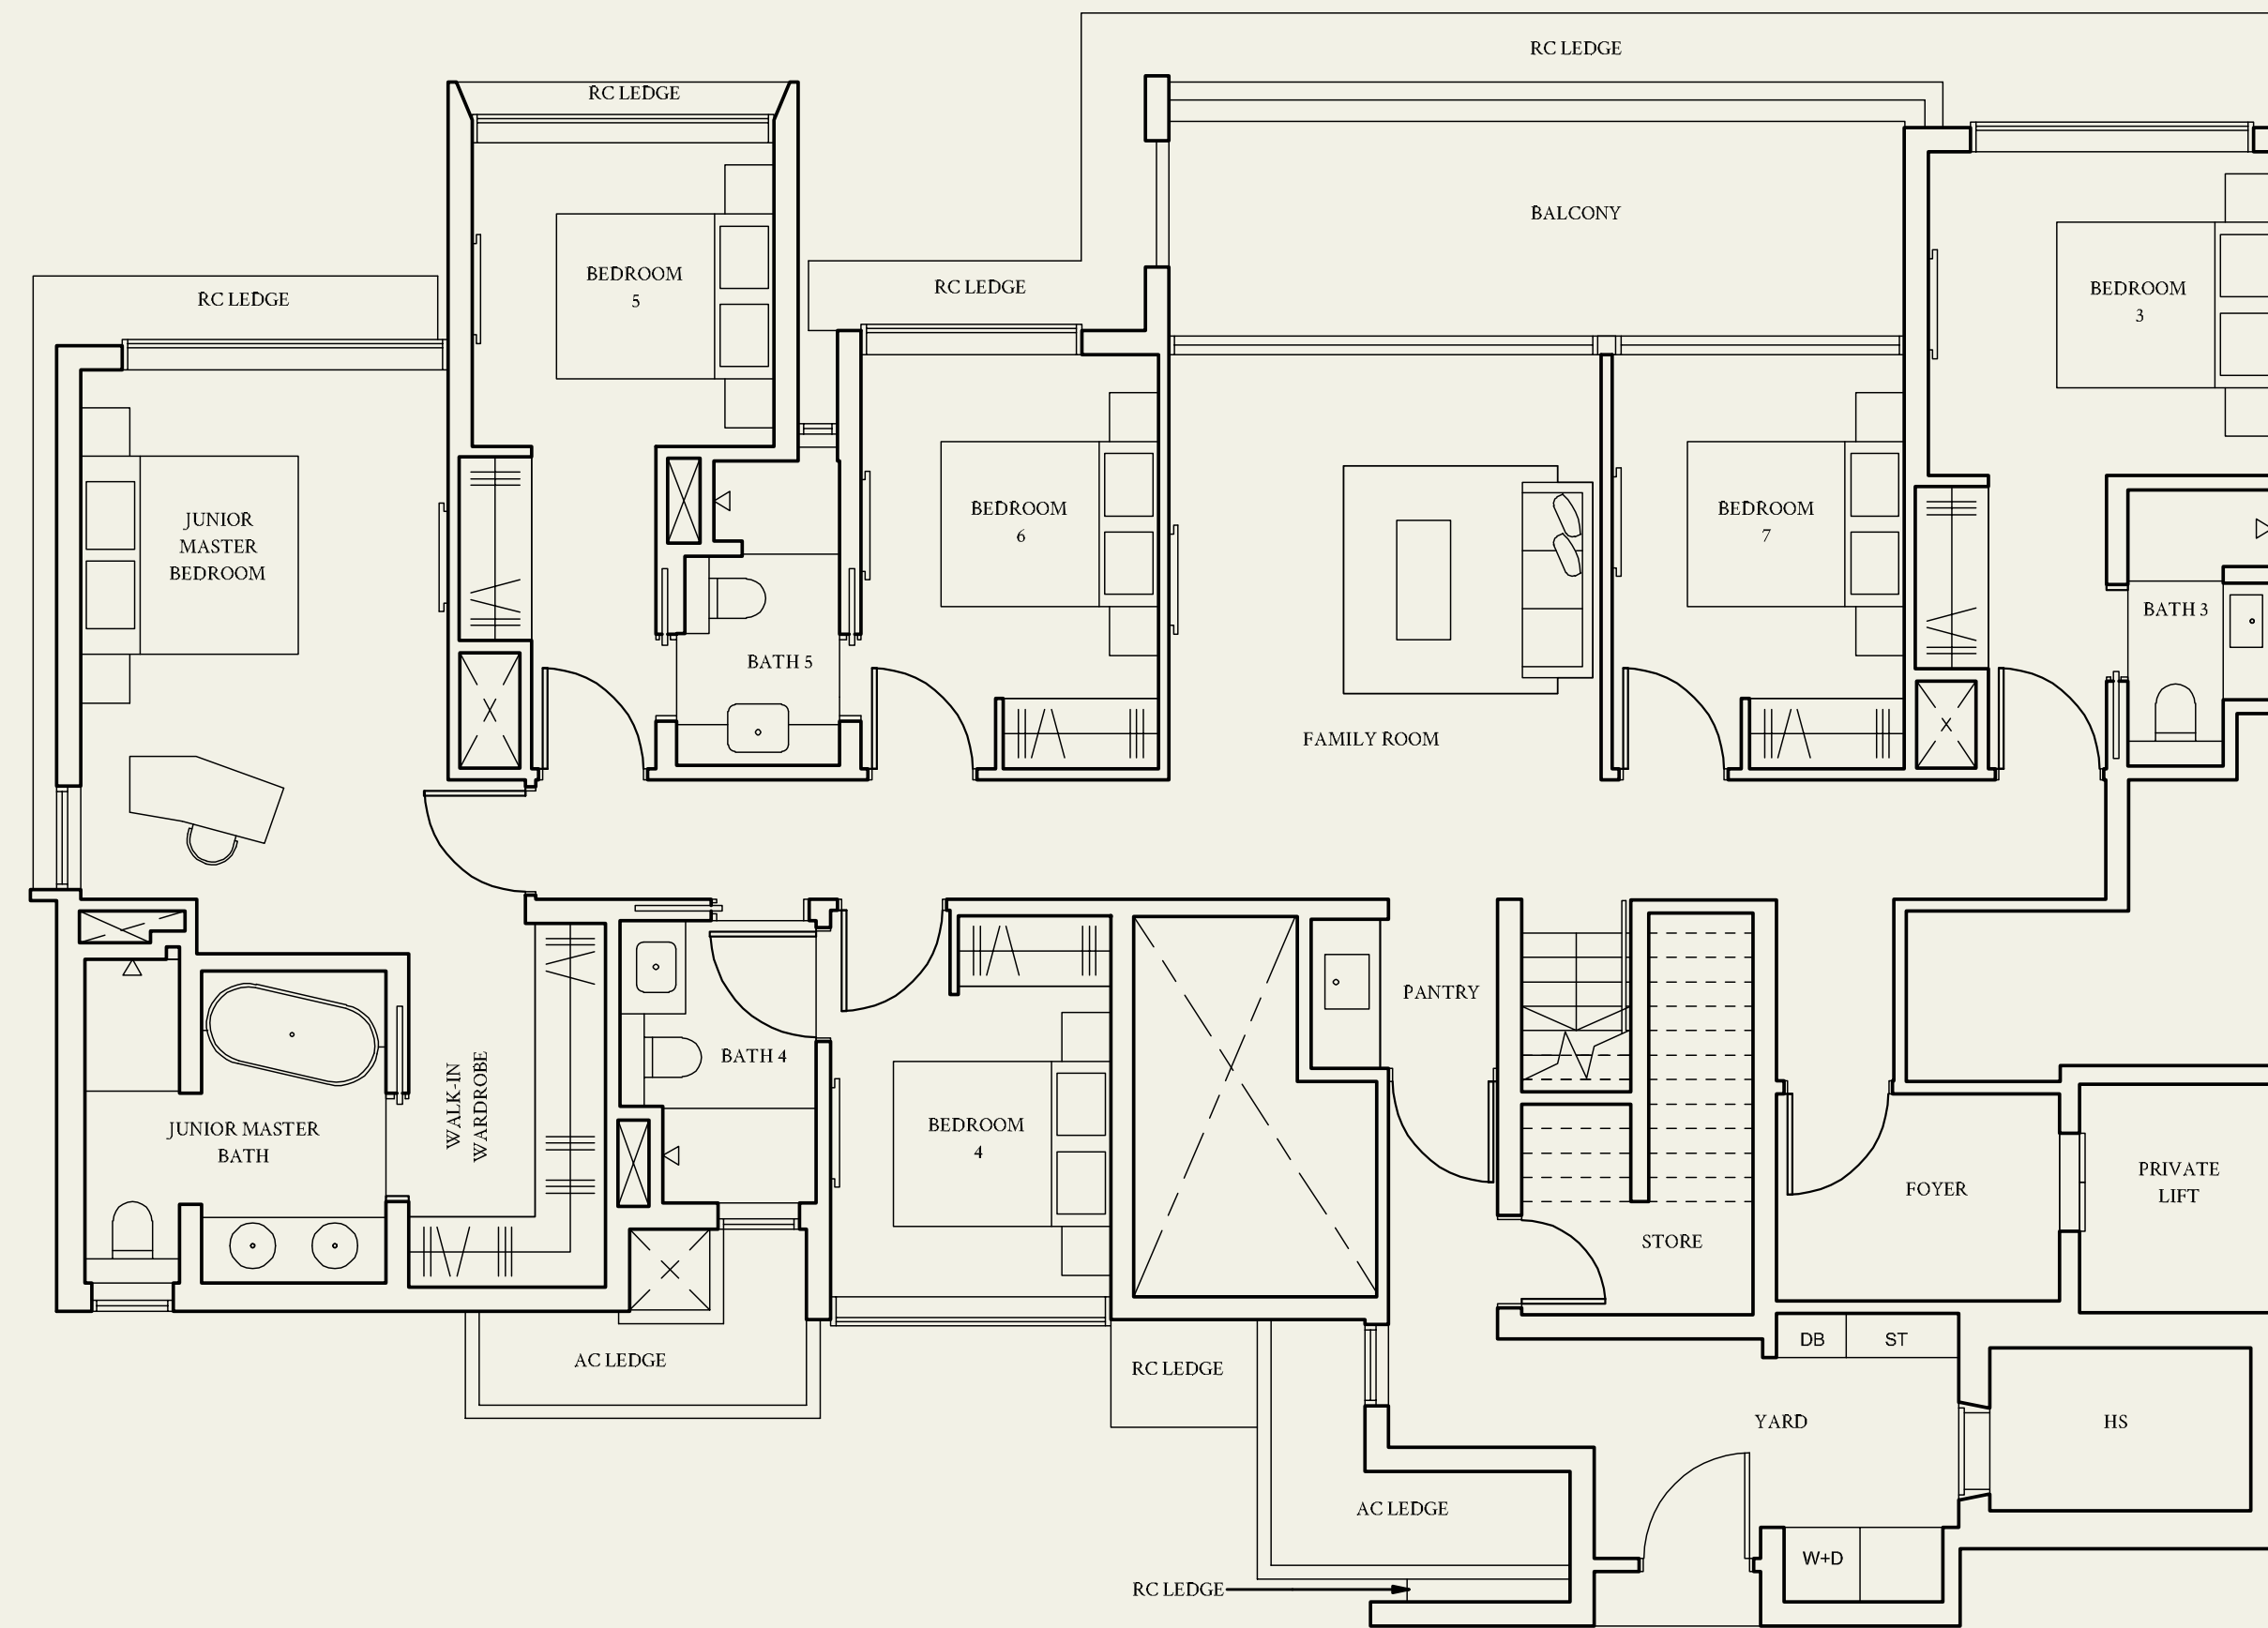 RC LEDGE
RC LEDGE
BALCONY
BEDROOM
5
RC LEDGE
BEDROOM
3
RC LEDGE
JUNIOR
MASTER
BEDROOM
BEDROOM
6
BEDROOM
7
BATH 3
BATH 5
FAMILY ROOM
PANTRY
BATH 4
WALK-IN
WARDROBE
JUNIOR MASTER
BATH
BEDROOM
4
PRIVATE
LIFT
FOYER
STORE
DB
ST
AC LEDGE
RC LEDGE
YARD
HS
AC LEDGE
W+D
RC LEDGE